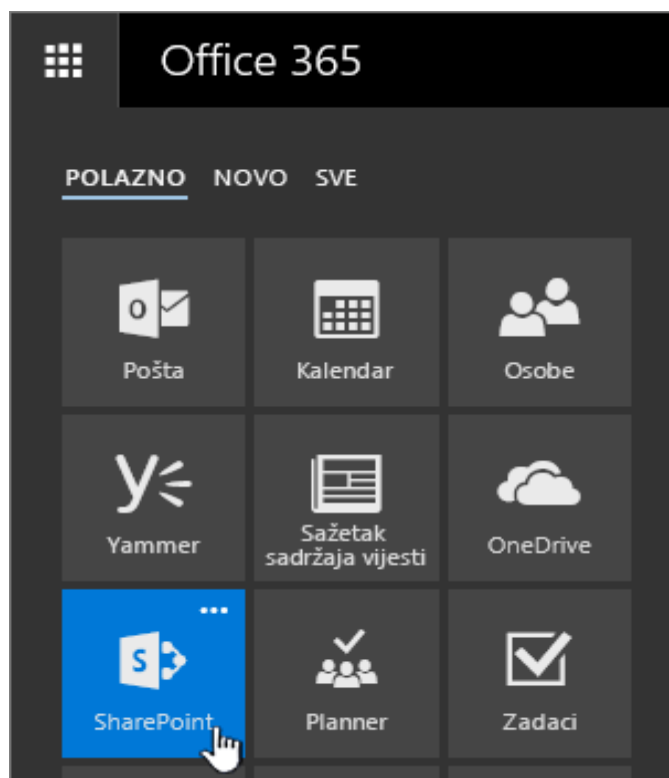 Office 365
POLAZNO NOVO SVE
Pošta
Kalendar
Osobe
Yammer
Sažetak
sadržaja vijesti
OneDrive
SharePoint
Planner
Zadaci